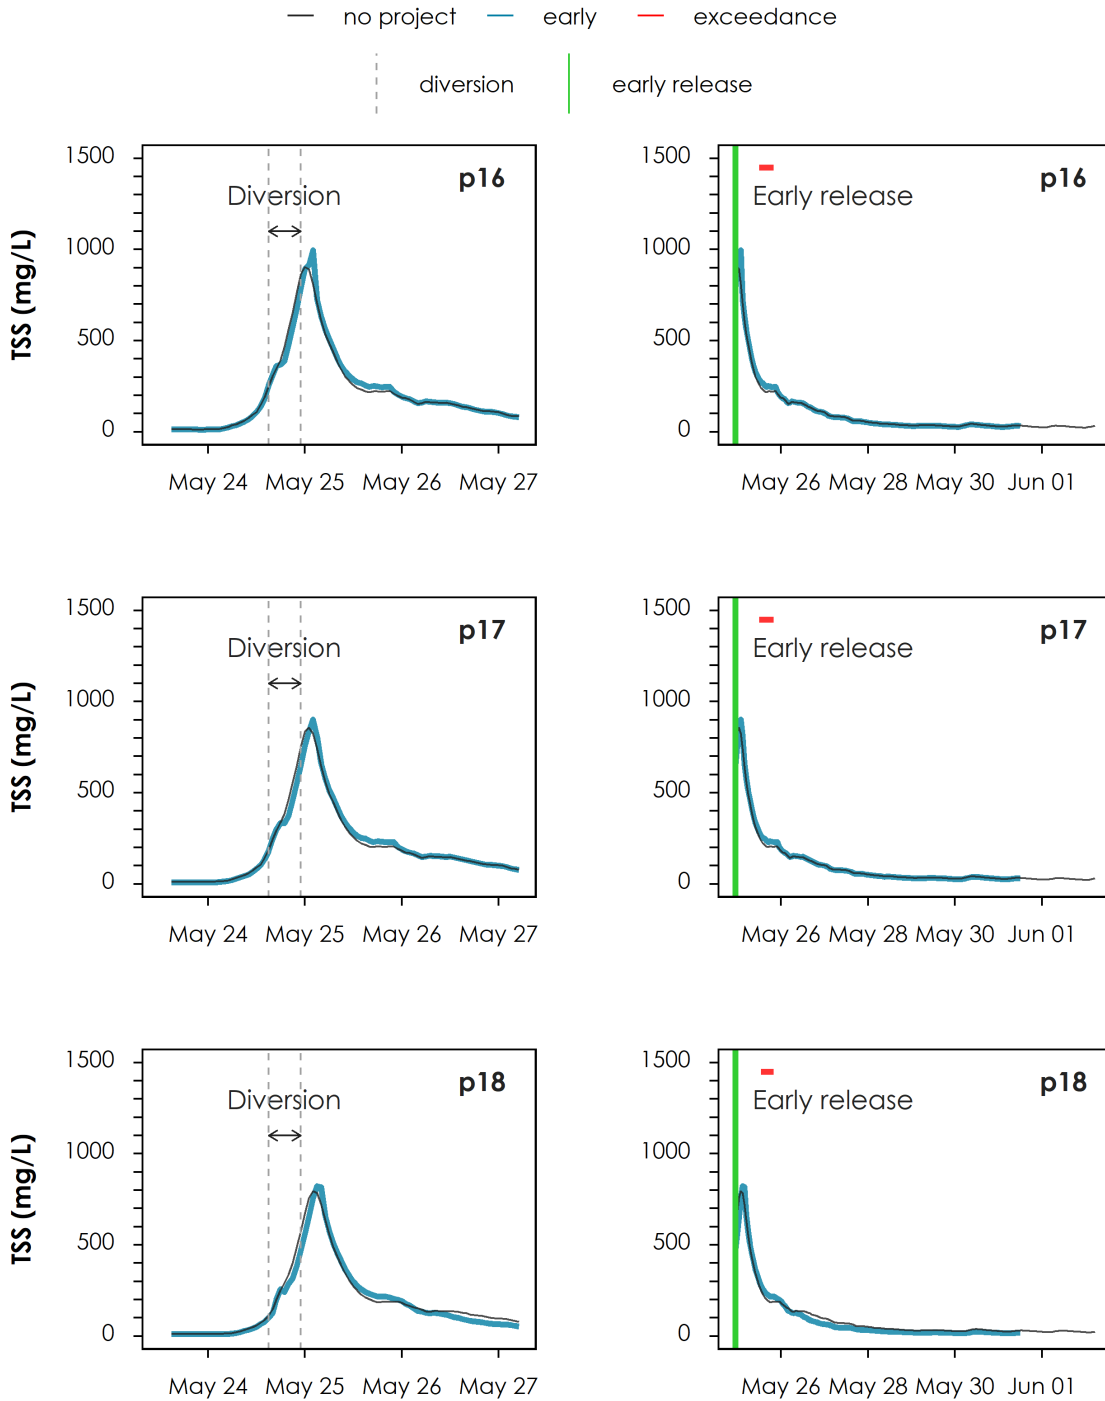 no project early exceedance
diversion early release
TSS (mg/L)
1500
1000
500
0
Diversion
p16
May 24 May 25 May 26 May 27
1500
1000
500
0
Early release
p16
May 26 May 28 May 30 Jun 01
TSS (mg/L)
1500
1000
500
0
Diversion
p17
May 24 May 25 May 26 May 27
1500
1000
500
0
Early release
p17
May 26 May 28 May 30 Jun 01
TSS (mg/L)
1500
1000
500
0
Diversion
p18
May 24 May 25 May 26 May 27
1500
1000
500
0
Early release
p18
May 26 May 28 May 30 Jun 01